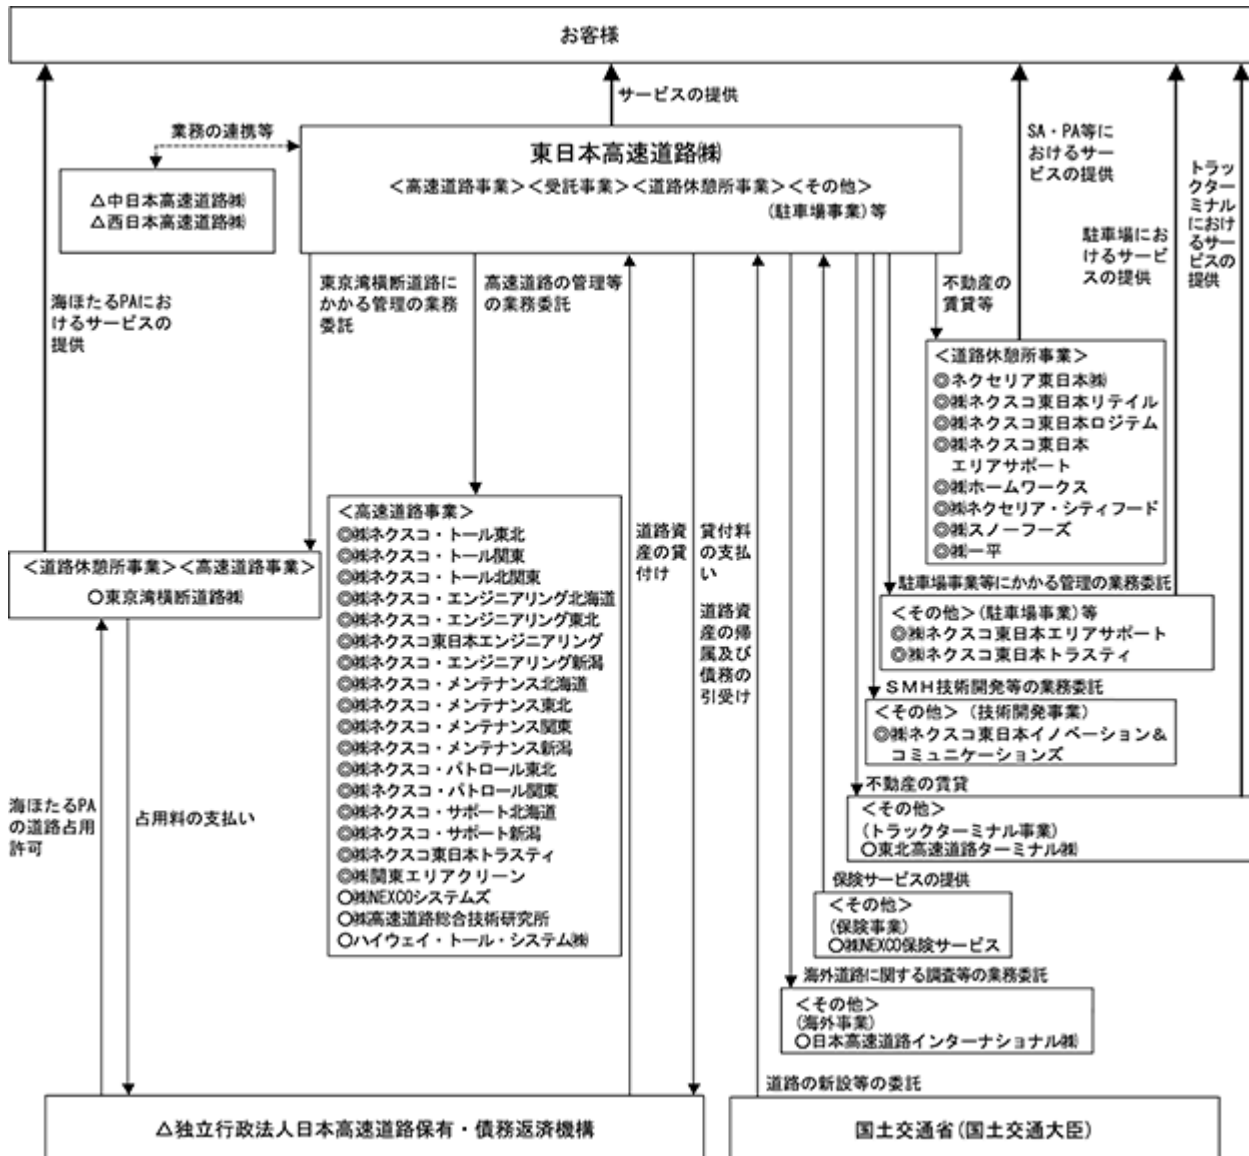 お客様
サービスの提供
業務の連携等
東日本高速道路㈱
＜高速道路事業＞＜受託事業＞＜道路休憩所事業＞＜その他＞
(駐車場事業)等
△中日本高速道路㈱
△西日本高速道路㈱
SA・PA等に
おけるサー
ビスの提供
トラッ
クター
ミナル
におけ
るサー
ビスの
提供
駐車場にお
けるサービ
スの提供
海ほたるPAにお
けるサービスの
提供
東京湾横断道路に
かかる管理の業務
委託
高速道路の管理等
の業務委託
不動産の
賃貸等
＜道路休憩所事業＞
◎ネクセリア東日本㈱
◎㈱ネクスコ東日本リテイル
◎㈱ネクスコ東日本ロジテム
◎㈱ネクスコ東日本
エリアサポート
◎㈱ホームワークス
◎㈱ネクセリア・シティフード
◎㈱スノーフーズ
◎㈱一平
＜高速道路事業＞
◎㈱ネクスコ・トール東北
◎㈱ネクスコ・トール関東
◎㈱ネクスコ・トール北関東
◎㈱ネクスコ・エンジニアリング北海道
◎㈱ネクスコ・エンジニアリング東北
◎㈱ネクスコ東日本エンジニアリング
◎㈱ネクスコ・エンジニアリング新潟
◎㈱ネクスコ・メンテナンス北海道
◎㈱ネクスコ・メンテナンス東北
◎㈱ネクスコ・メンテナンス関東
◎㈱ネクスコ・メンテナンス新潟
◎㈱ネクスコ・パトロール東北
◎㈱ネクスコ・パトロール関東
◎㈱ネクスコ・サポート北海道
◎㈱ネクスコ・サポート新潟
◎㈱ネクスコ東日本トラスティ
◎㈱関東エリアクリーン
○㈱NEXCOシステムズ
○㈱高速道路総合技術研究所
○ハイウェイ・トール・システム㈱
道路資
産の貸
付け
貸付料
の支払
い
道路資
産の帰
属及び
債務の
引受け
＜道路休憩所事業＞＜高速道路事業＞
○東京湾横断道路㈱
駐車場事業等にかかる管理の業務委託
＜その他＞(駐車場事業)等
◎㈱ネクスコ東日本エリアサポート
◎㈱ネクスコ東日本トラスティ
ＳＭＨ技術開発等の業務委託
＜その他＞（技術開発事業）
◎㈱ネクスコ東日本イノベーション＆
コミュニケーションズ
不動産の賃貸
＜その他＞
(トラックターミナル事業)
○東北高速道路ターミナル㈱
海ほたるPA
の道路占用
許可
占用料の支払い
保険サービスの提供
＜その他＞
(保険事業)
○㈱NEXCO保険サービス
海外道路に関する調査等の業務委託
＜その他＞
(海外事業)
○日本高速道路インターナショナル㈱
道路の新設等の委託
△独立行政法人日本高速道路保有・債務返済機構
国土交通省(国土交通大臣)